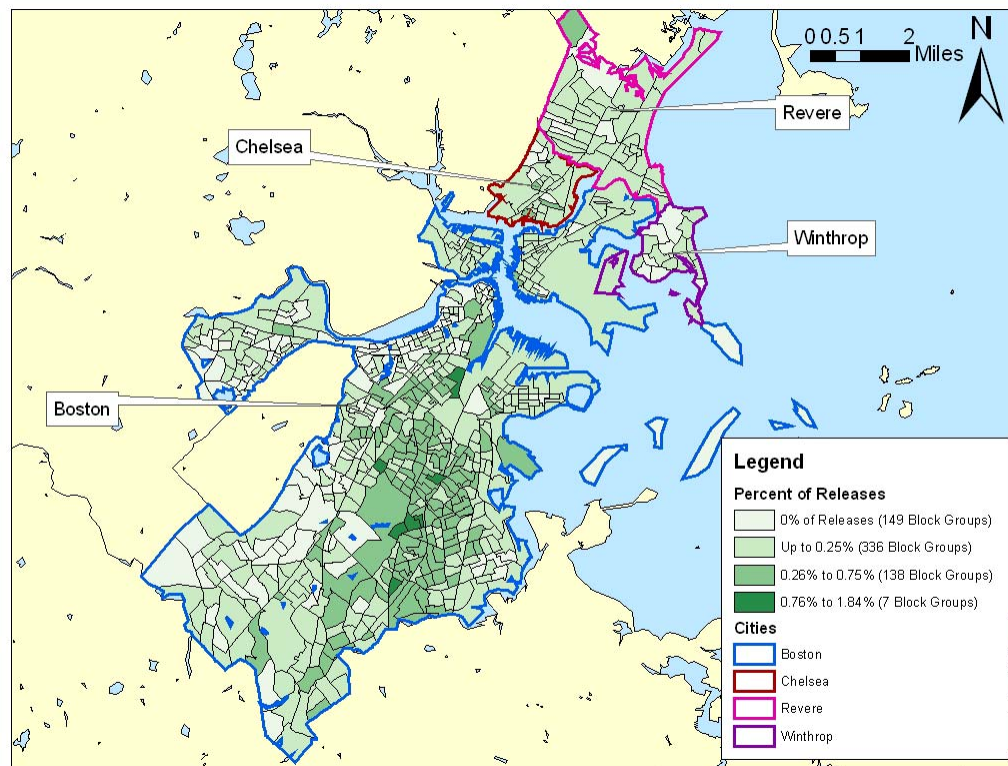 N
0 0.5 1 2
Miles
Revere
Chelsea
Winthrop
Boston
Legend
Percent of Releases
0% of Releases (149 Block Groups)
Up to 0.25% (336 Block Groups)
0.26% to 0.75% (138 Block Groups)
0.76% to 1.84% (7 Block Groups)
Cities
Boston
Chelsea
Revere
Winthrop